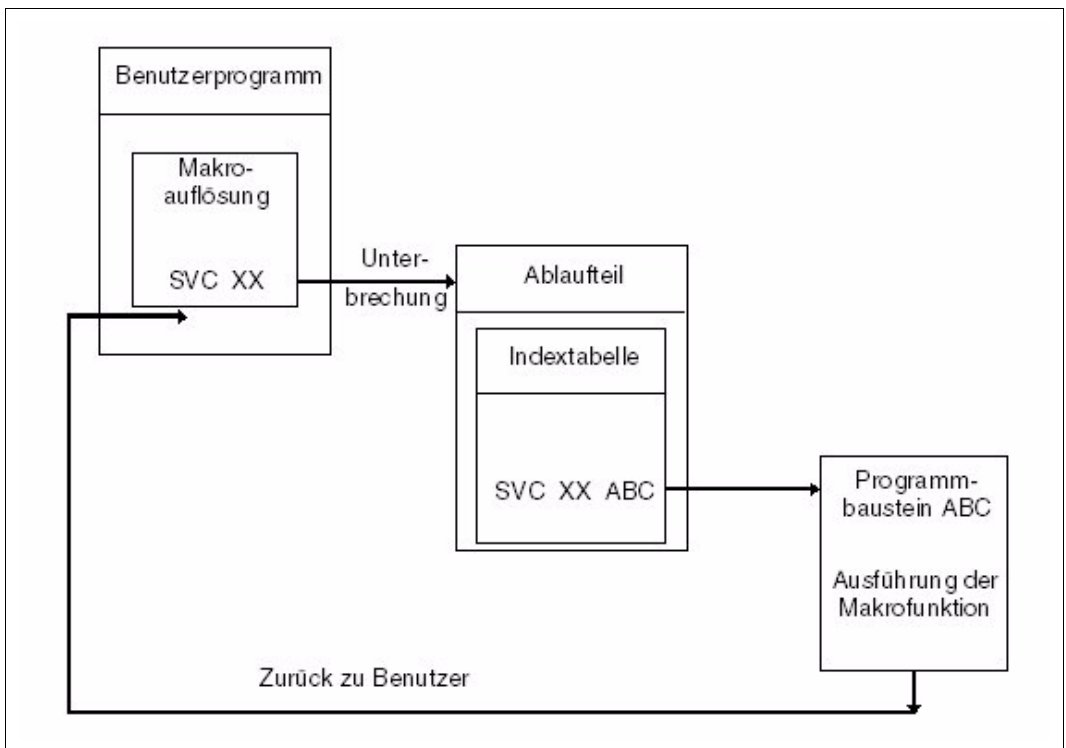 Benutzerprogramm
Makro-
auflösung
SVC XX
Unter-
brechung
Ablaufteil
Indextabelle
SVC XX ABC
Programm-
baustein ABC
Ausführung der
Makrofunktion
Zurück zu Benutzer